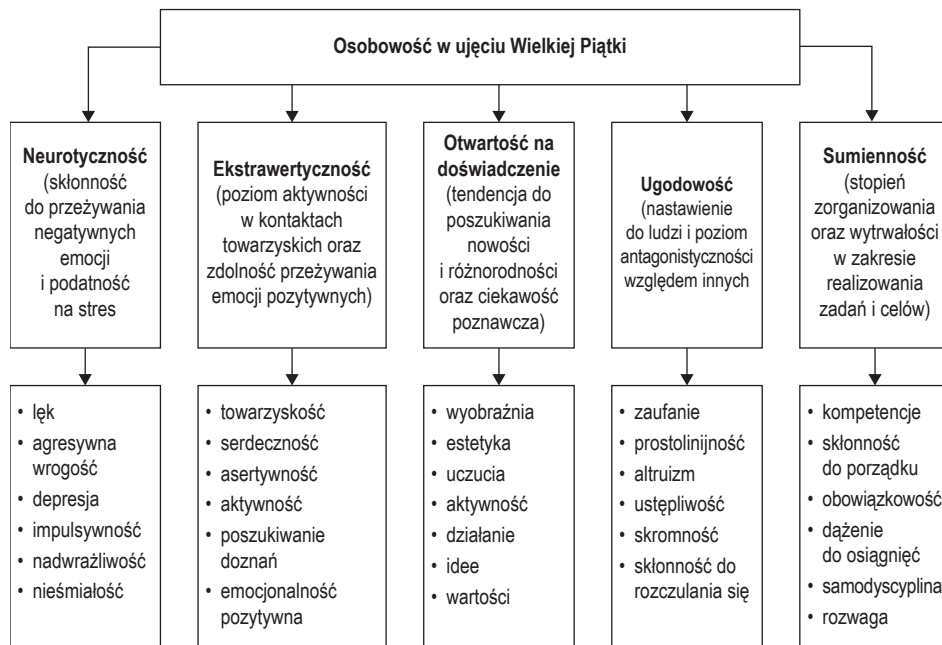 Osobowość w ujęciu Wielkiej Piątki
Neurotyczność
(skłonność
do przeżywania
negatywnych
emocji
i podatność
na stres
Ekstrawertyczność
(poziom aktywności
w kontaktach
towarzyskich oraz
zdolność przeżywania
emocji pozytywnych)
Otwartość na
doświadczenie
(tendencja do
poszukiwania
nowości
i różnorodności
oraz ciekawość
poznawcza)
Ugodowość
(nastawienie
do ludzi i poziom
antagonistyczności
względem innych
Sumienność
(stopień
zorganizowania
oraz wytrwałości
w zakresie
realizowania
zadań i celów)
• lęk
• agresywna
wrogość
• depresja
• impulsywność
• nadwrażliwość
• nieśmiałość
• towarzyskość
• serdeczność
• asertywność
• aktywność
• poszukiwanie
doznań
• emocjonalność
pozytywna
• wyobraźnia
• estetyka
• uczucia
• aktywność
• działanie
• idee
• wartości
• zaufanie
• prostolinijność
• altruizm
• ustępliwość
• skromność
• skłonność do
rozczulania się
• kompetencje
• skłonność
do porządku
• obowiązkowość
• dążenie
do osiągnięć
• samodyscyplina
• rozwaga